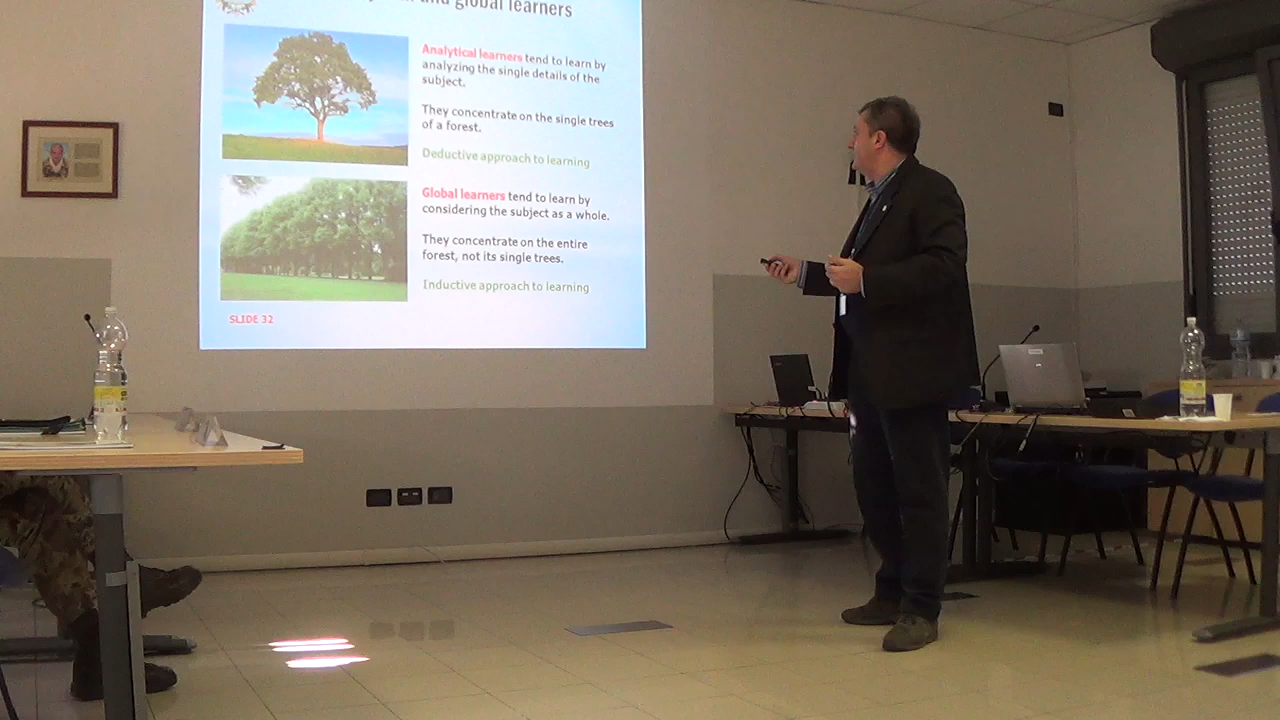 and global learners
Analytical learners tend to learn by
analyzing the single details of the
subject.
They concentrate on the single trees
of a forest.
Deductive approach to learning
Global learners tend to learn by
considering the subject as a whole.
They concentrate on the entire
forest, not its single trees.
Inductive approach to learning
SLIDE 32